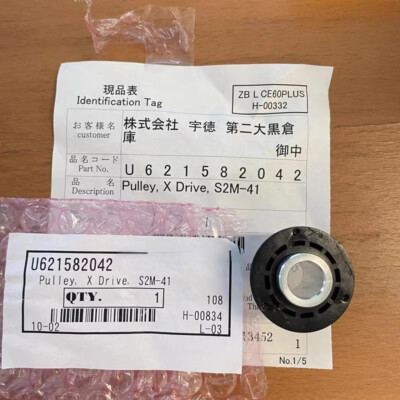 現品表
Identification Tag
ZB L CE60PLUS
H-00332
お客様名
customer
株式会社 宇徳 第二大黒倉
庫
御中
品名コード
Part No.
U621582042
品 名
Description
Pulley, X Drive, S2M-41
1
U621582042
Pulley, X Drive, S2M-41
QTY. 1
108
H-00834
10-02
L-03
13452
1
No.1/5